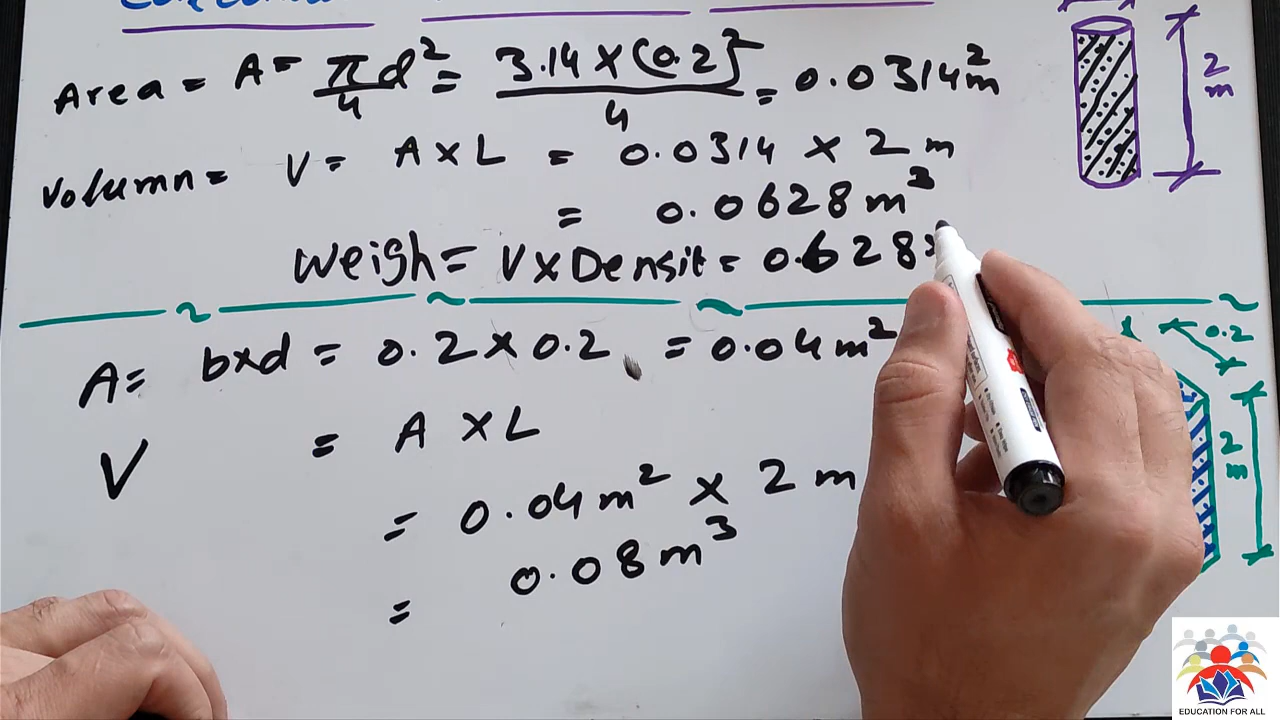 Area = A = πd²/4 = 3.14 × (0.2)²/4 = 0.0314 m²
Volumn = V = A × L = 0.0314 × 2 m
= 0.0628 m³
Weigh = V × Densit = 0.628 ×
2 m
A = b×d = 0.2 × 0.2 = 0.04 m²
V = A × L
= 0.04 m² × 2 m
= 0.08 m³
0.2
2 m
EDUCATION FOR ALL